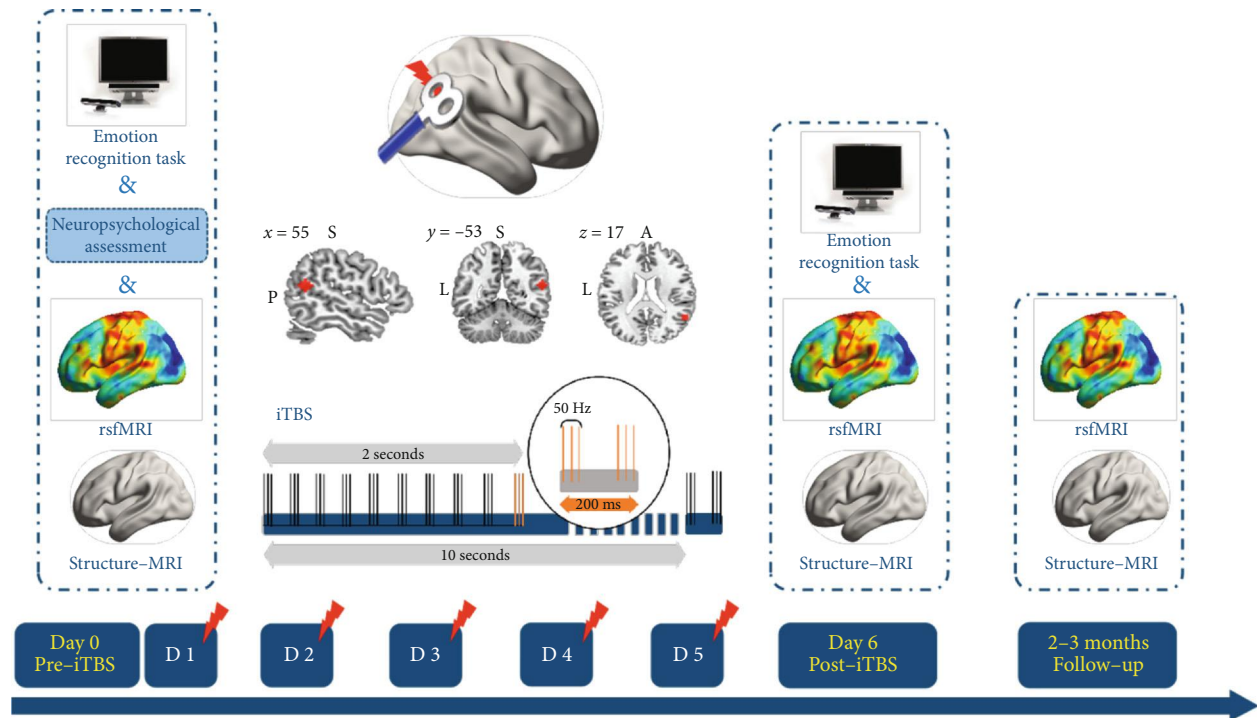 Emotion
recognition task
&
Neuropsychological
assessment
&
rsfMRI
Structure–MRI
x = 55 S
P
y = –53 S
L
z = 17 A
L
iTBS
2 seconds
50 Hz
200 ms
10 seconds
Emotion
recognition task
&
rsfMRI
Structure–MRI
rsfMRI
Structure–MRI
Day 0
Pre–iTBS
D 1
D 2
D 3
D 4
D 5
Day 6
Post–iTBS
2–3 months
Follow–up